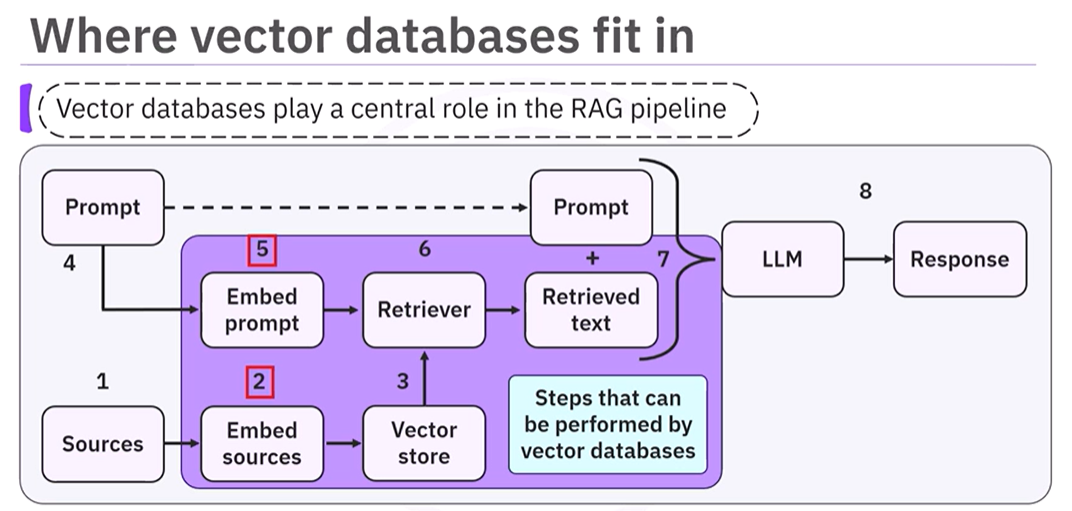 Where vector databases fit in
Vector databases play a central role in the RAG pipeline
Prompt
Prompt
8
4
5
6
+
7
LLM
Response
Embed
prompt
Retriever
Retrieved
text
1
2
3
Steps that can
be performed by
vector databases
Sources
Embed
sources
Vector
store